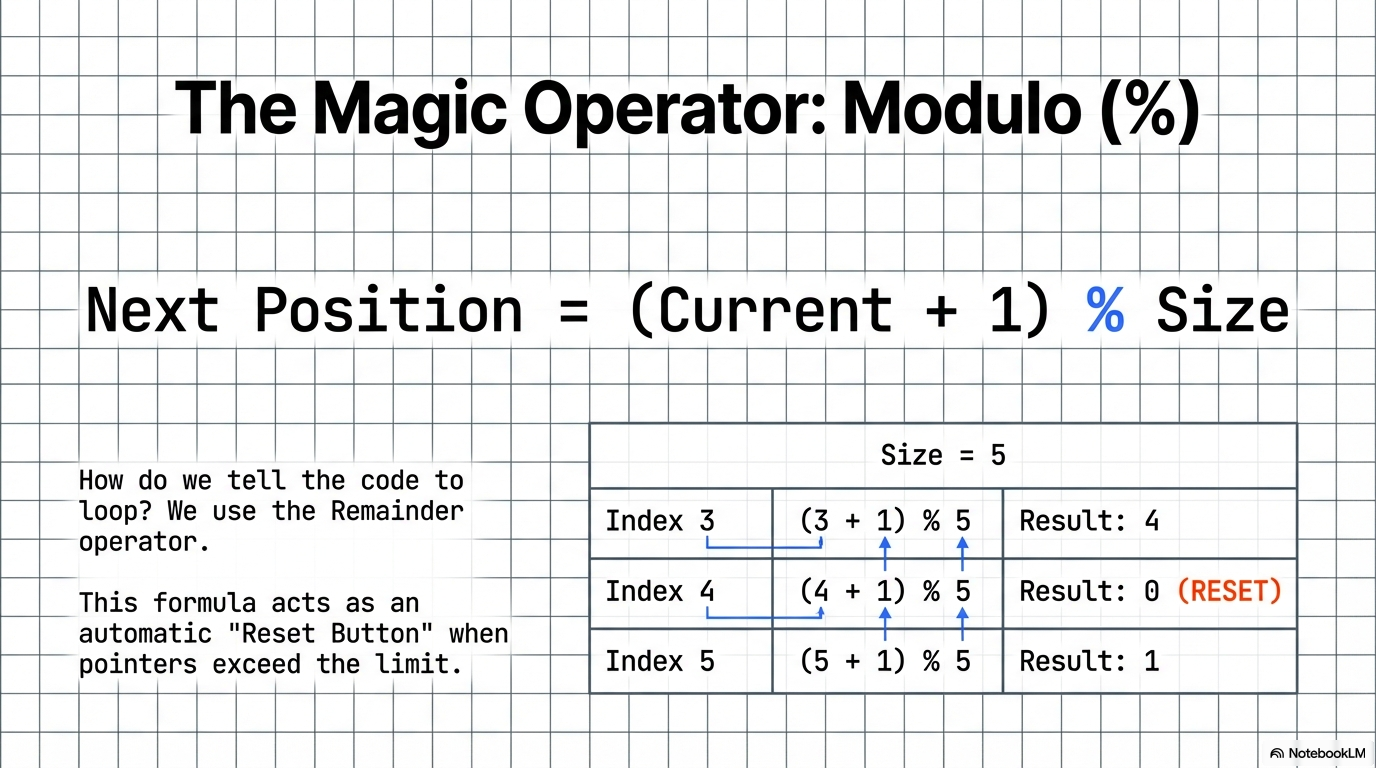 The Magic Operator: Modulo (%)
Next Position = (Current + 1) % Size
How do we tell the code to
loop? We use the Remainder
operator.
This formula acts as an
automatic "Reset Button" when
pointers exceed the limit.
Size = 5
Index 3 (3 + 1) % 5 Result: 4
Index 4 (4 + 1) % 5 Result: 0 (RESET)
Index 5 (5 + 1) % 5 Result: 1
NotebookLM